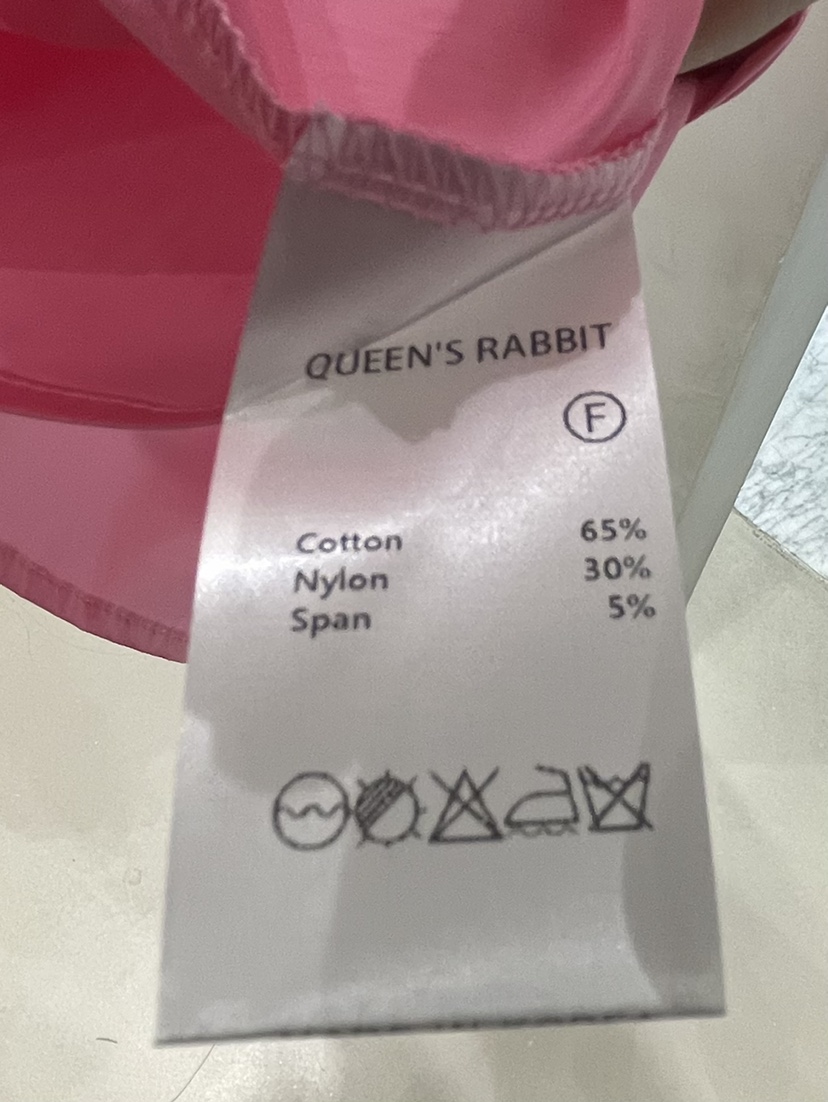 QUEEN'S RABBIT
F
Cotton 65%
Nylon 30%
Span 5%